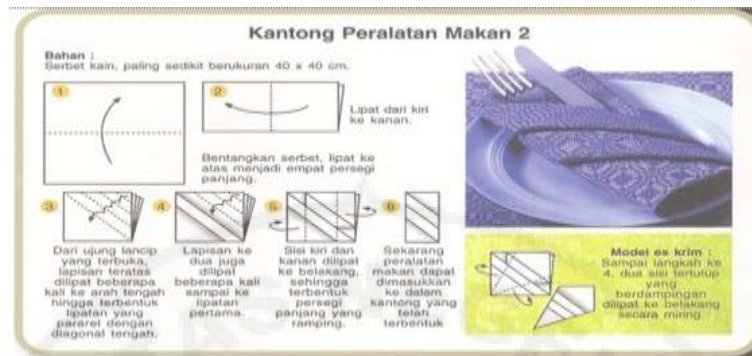 Kantong Peralatan Makan 2
Bahan :
Serbet kain, paling sedikit berukuran 40 x 40 cm.
1
2
Lipat dari kiri
ke kanan.
Bentangkan serbet, lipat ke
atas menjadi empat persegi
panjang.
3
Dari ujung lancip
yang terbuka,
lapisan teratas
dilipat beberapa
kali ke arah tengah
hingga terbentuk
lipatan yang
pararel dengan
diagonal tengah.
4
Lapisan ke
dua juga
dilipat
beberapa kali
sampai ke
lipatan
pertama.
5
Sisi kiri dan
kanan dilipat
ke belakang,
sehingga
terbentuk
persegi
panjang yang
ramping.
6
Sekarang
peralatan
makan dapat
dimasukkan
ke dalam
kantong yang
telah
terbentuk
Model es krim :
Sampai langkah ke
4, dua sisi tertutup
yang
berdampingan
dilipat ke belakang
secara miring